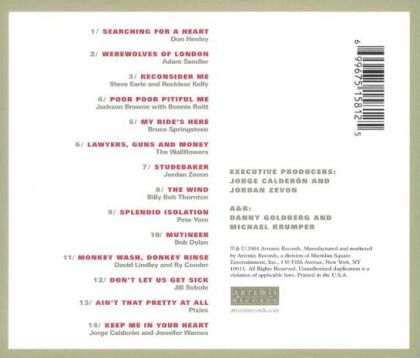 1/ SEARCHING FOR A HEART
Don Henley
2/ WEREWOLVES OF LONDON
Adam Sandler
3/ RECONSIDER ME
Steve Earle and Reckless Kelly
4/ POOR POOR PITIFUL ME
Jackson Browne with Bonnie Raitt
5/ MY RIDE'S HERE
Bruce Springsteen
6/ LAWYERS, GUNS AND MONEY
The Wallflowers
7/ STUDEBAKER
Jordan Zevon
8/ THE WIND
Billy Bob Thornton
9/ SPLENDID ISOLATION
Pete Yorn
10/ MUTINEER
Bob Dylan
11/ MONKEY WASH, DONKEY RINSE
David Lindley and Ry Cooder
12/ DON'T LET US GET SICK
Jill Sobule
13/ AIN'T THAT PRETTY AT ALL
Pixies
14/ KEEP ME IN YOUR HEART
Jorge Calderón and Jennifer Warnes
6 99675 15812 5
EXECUTIVE PRODUCERS:
JORGE CALDERÓN AND
JORDAN ZEVON
A&R:
DANNY GOLDBERG AND
MICHAEL KRUMPER
℗& © 2004 Artemis Records. Manufactured and marketed
by Artemis Records, a division of Sheridan Square
Entertainment, Inc., 130 Fifth Avenue, New York, NY
10011. All Rights Reserved. Unauthorized duplication is a
violation of applicable laws. Printed in the U.S.A.
ARTEMIS
RECORDS
artemisrecords.com